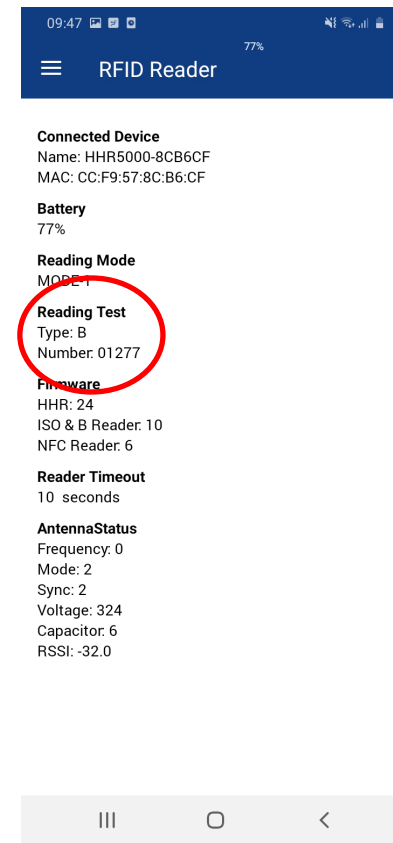 09:47
77%
RFID Reader
Connected Device
Name: HHR5000-8CB6CF
MAC: CC:F9:57:8C:B6:CF
Battery
77%
Reading Mode
MODE-1
Reading Test
Type: B
Number: 01277
Firmware
HHR: 24
ISO & B Reader: 10
NFC Reader: 6
Reader Timeout
10  seconds
AntennaStatus
Frequency: 0
Mode: 2
Sync: 2
Voltage: 324
Capacitor: 6
RSSI: -32.0